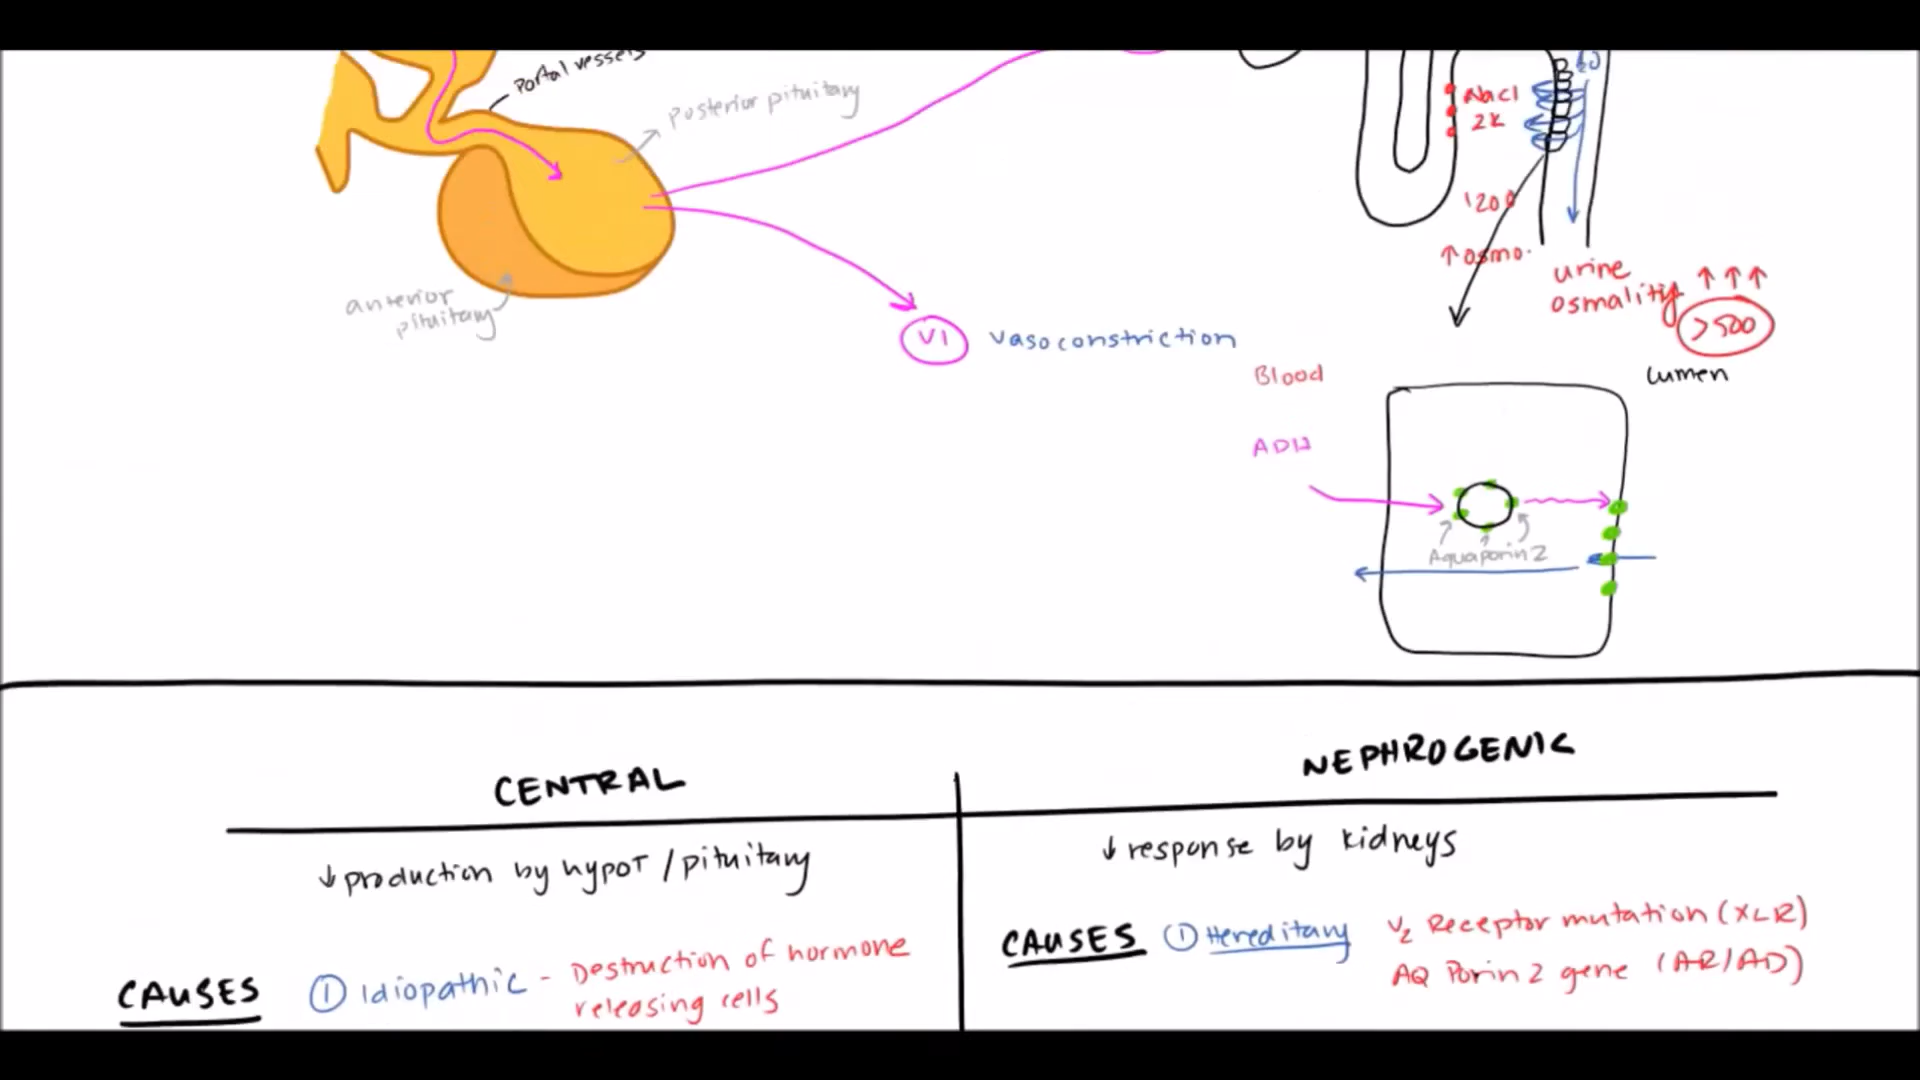 portal vessels
posterior pituitary
anterior
pituitary
V1
vasoconstriction
NaCl
2K
1200
↑ osmo.
urine
osmality ↑ ↑ ↑
>500
Blood
Lumen
ADH
Aquaporin 2
CENTRAL
NEPHROGENIC
↓ production by hypoT / pituitary
↓ response by kidneys
CAUSES ① Idiopathic - Destruction of hormone
releasing cells
CAUSES ① Hereditary V2 Receptor mutation (XLR)
AQ Porin 2 gene (AR/AD)